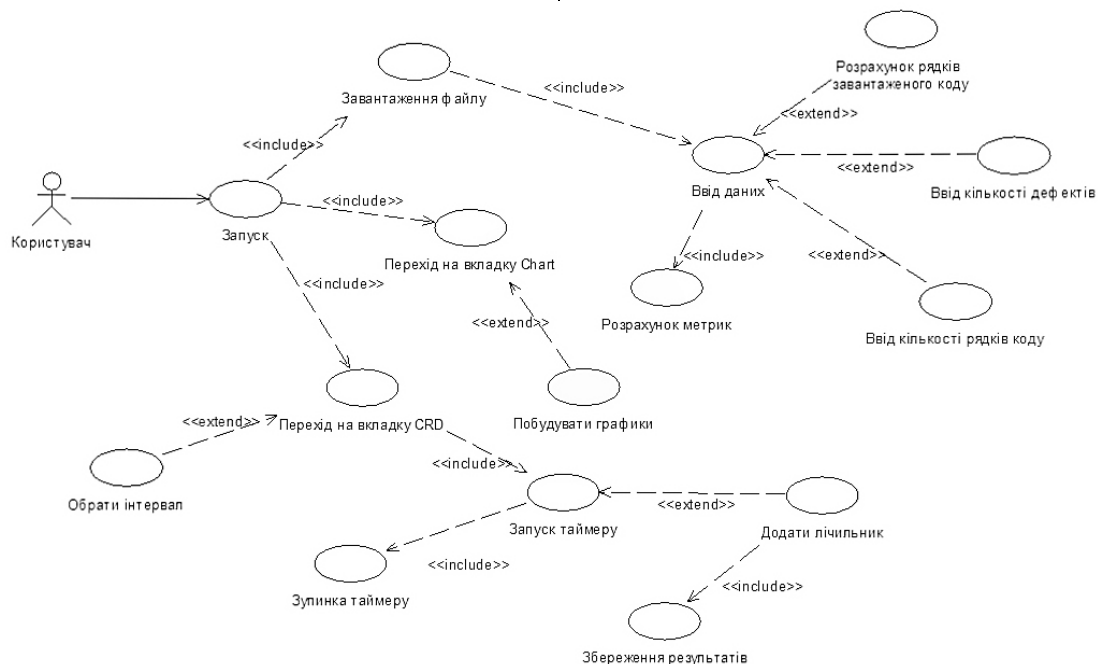 Розрахунок рядків
завантаженого коду
Завантаження файлу
<<include>>
<<extend>>
<<include>>
<<extend>>
Ввід даних
Ввід кількості дефектів
<<include>>
Користувач
Запуск
Перехід на вкладку Chart
<<include>>
<<extend>>
<<include>>
Розрахунок метрик
<<extend>>
Ввід кількості рядків коду
<<extend>>
Перехід на вкладку CRD
Побудувати графики
<<include>>
Обрати інтервал
<<extend>>
Запуск таймеру
Додати лічильник
<<include>>
<<include>>
Зупинка таймеру
Збереження результатів